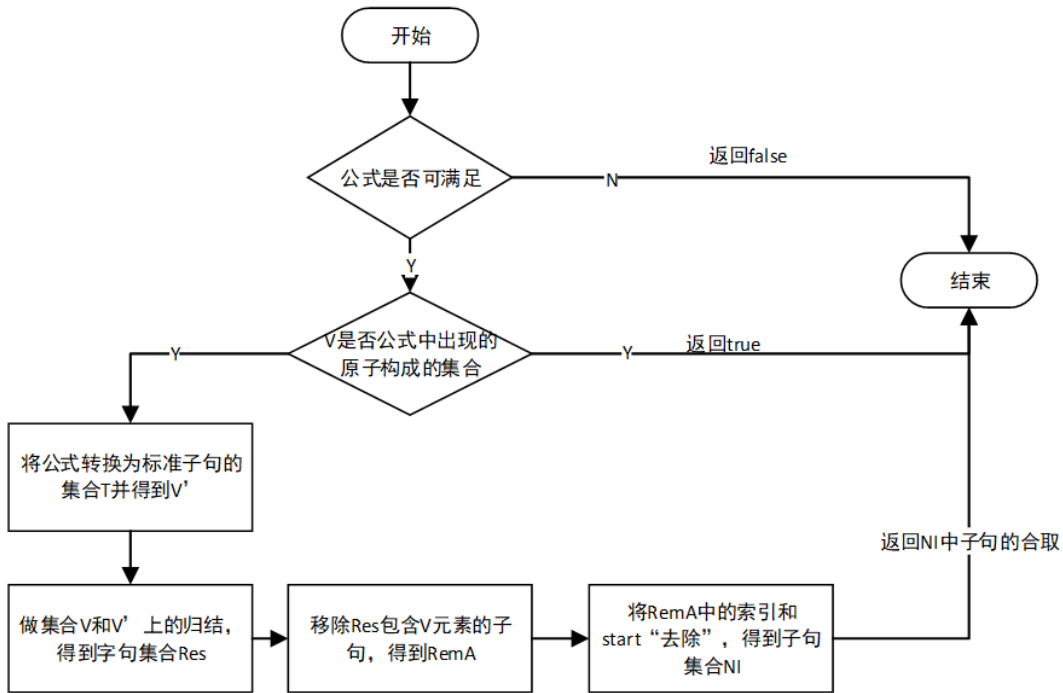 开始
公式是否可满足
N
返回false
Y
结束
V是否公式中出现的
原子构成的集合
Y
Y
返回true
将公式转换为标准子句的
集合T并得到V’
返回NI中子句的合取
做集合V和V’上的归结，
得到字句集合Res
移除Res包含V元素的子
句，得到RemA
将RemA中的索引和
start“去除”，得到子句
集合NI